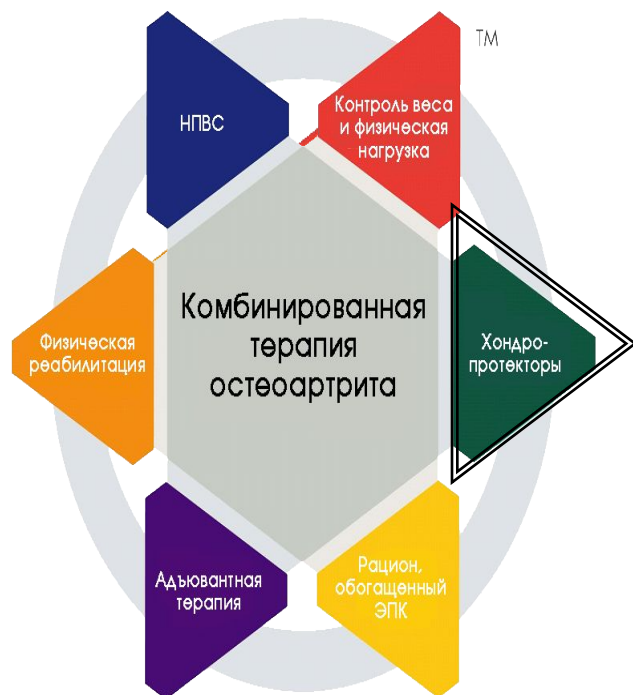 TM
НПВС
Контроль веса
и физическая
нагрузка
Комбинированная
терапия
остеоартрита
Физическая
реабилитация
Хондро-
протекторы
Адъювантная
терапия
Рацион,
обогащенный
ЭПК